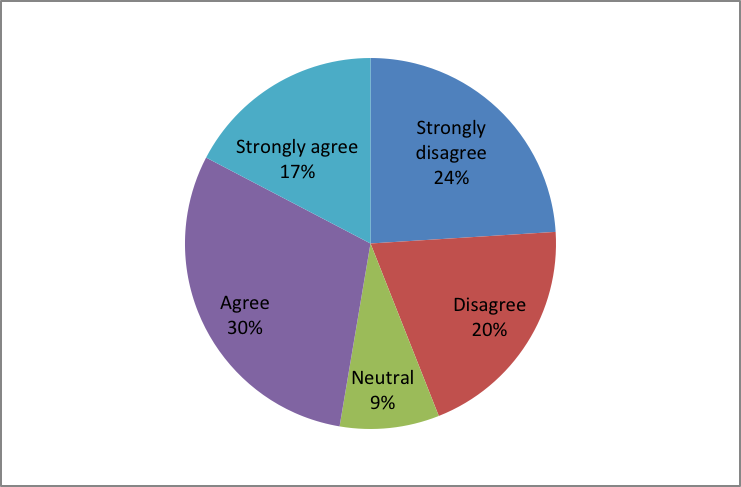 Strongly
disagree
24%
Disagree
20%
Neutral
9%
Agree
30%
Strongly agree
17%